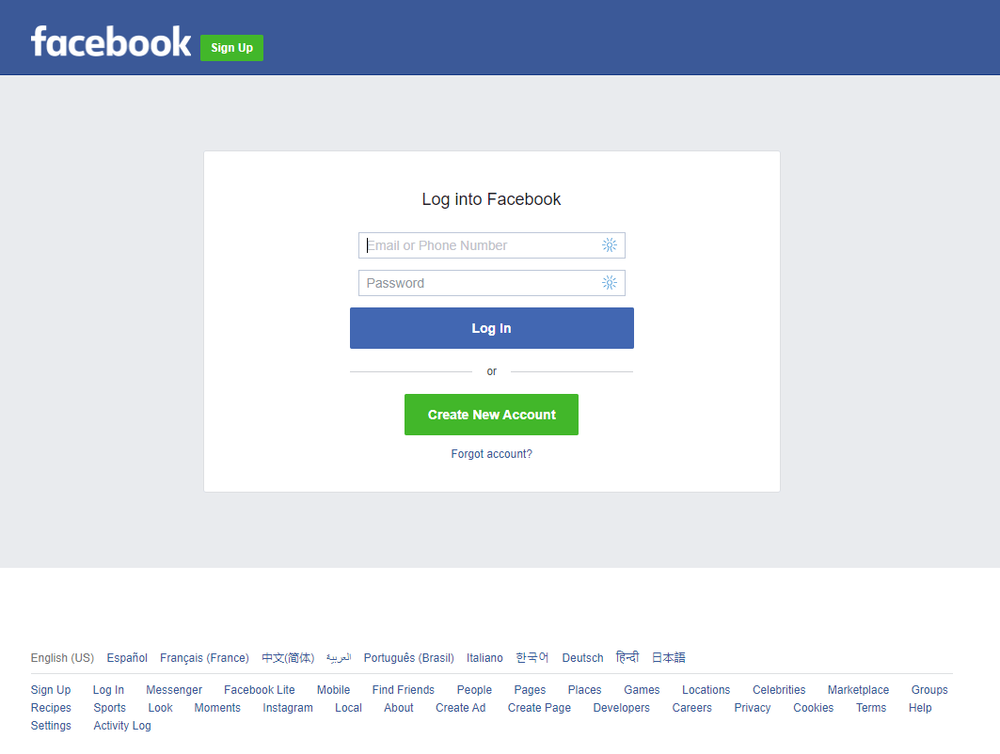 facebook Sign Up
Log into Facebook
Email or Phone Number
Password
Log In
or
Create New Account
Forgot account?
English (US) Español Français (France) 中文(简体) العربية Português (Brasil) Italiano 한국어 Deutsch हिन्दी 日本語
Sign Up Log In Messenger Facebook Lite Mobile Find Friends People Pages Places Games Locations Celebrities Marketplace Groups
Recipes Sports Look Moments Instagram Local About Create Ad Create Page Developers Careers Privacy Cookies Terms Help
Settings Activity Log